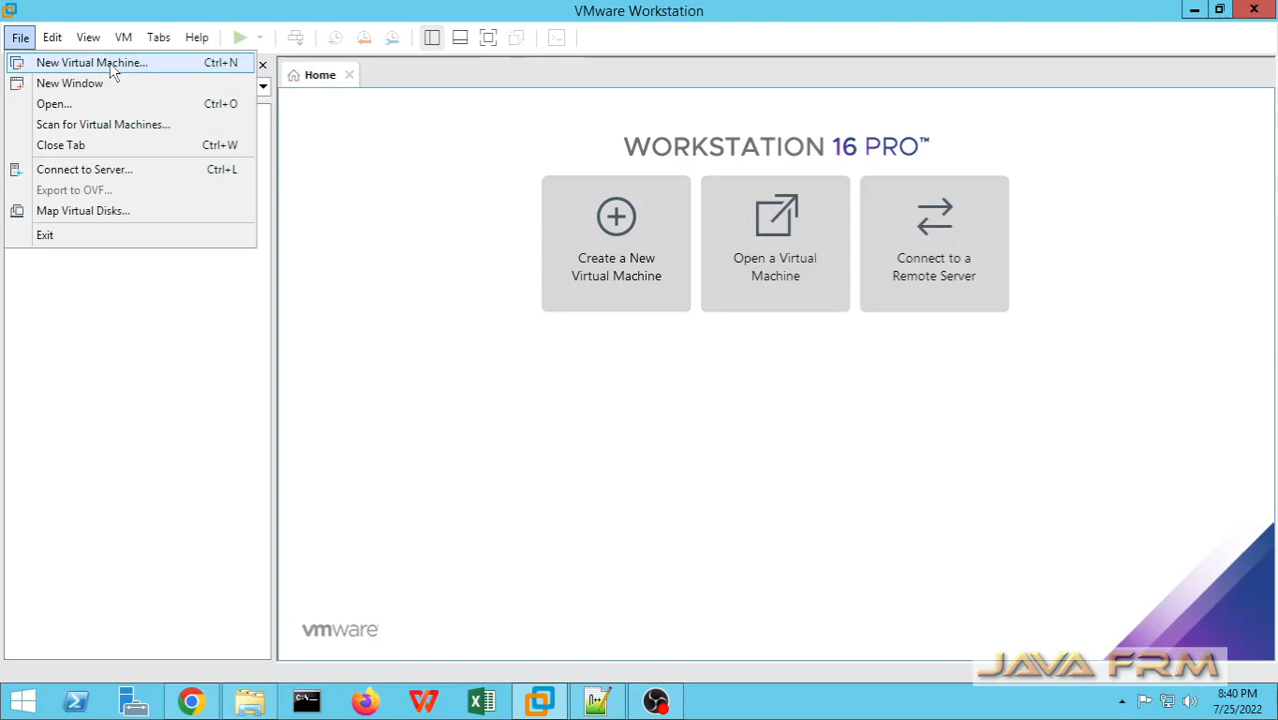 VMware Workstation
File Edit View VM Tabs Help
New Virtual Machine... Ctrl+N
New Window
Open... Ctrl+O
Scan for Virtual Machines...
Close Tab Ctrl+W
Connect to Server... Ctrl+L
Export to OVF...
Map Virtual Disks...
Exit
Home
WORKSTATION 16 PRO™
Create a New
Virtual Machine
Open a Virtual
Machine
Connect to a
Remote Server
vmware
JAVA FRM
8:40 PM
7/25/2022